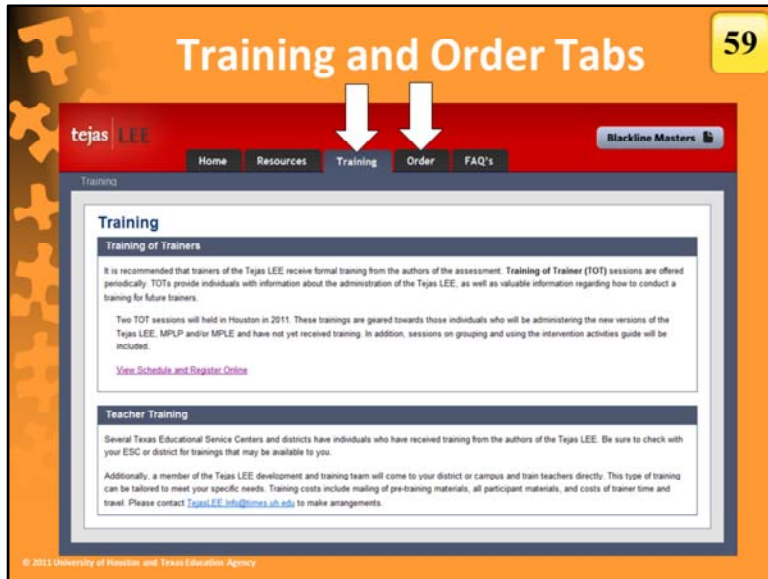 Training and Order Tabs
59
tejas LEE
Blackline Masters
Home Resources Training Order FAQ's
Training
Training
Training of Trainers
It is recommended that trainers of the Tejas LEE receive formal training from the authors of the assessment. Training of Trainer (TOT) sessions are offered
periodically. TOTs provide individuals with information about the administration of the Tejas LEE, as well as valuable information regarding how to conduct a
training for future trainers.
Two TOT sessions will held in Houston in 2011. These trainings are geared towards those individuals who will be administering the new versions of the
Tejas LEE, MPLP and/or MPLE and have not yet received training. In addition, sessions on grouping and using the intervention activities guide will be
included.
View Schedule and Register Online
Teacher Training
Several Texas Educational Service Centers and districts have individuals who have received training from the authors of the Tejas LEE. Be sure to check with
your ESC or district for trainings that may be available to you.
Additionally, a member of the Tejas LEE development and training team will come to your district or campus and train teachers directly. This type of training
can be tailored to meet your specific needs. Training costs include mailing of pre-training materials, all participant materials, and costs of trainer time and
travel. Please contact TejasLEE.Info@times.uh.edu to make arrangements.
© 2011 University of Houston and Texas Education Agency